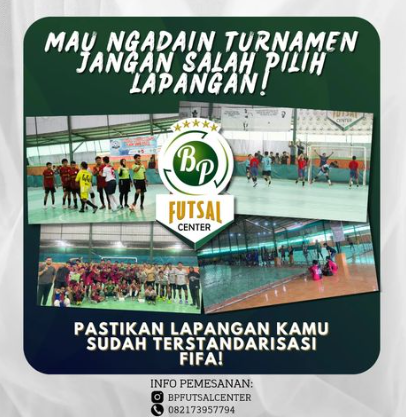 MAU NGADAIN TURNAMEN
JANGAN SALAH PILIH
LAPANGAN!
BP
FUTSAL
CENTER
PASTIKAN LAPANGAN KAMU
SUDAH TERSTANDARISASI
FIFA!
INFO PEMESANAN:
BPFUTSALCENTER
082173957794